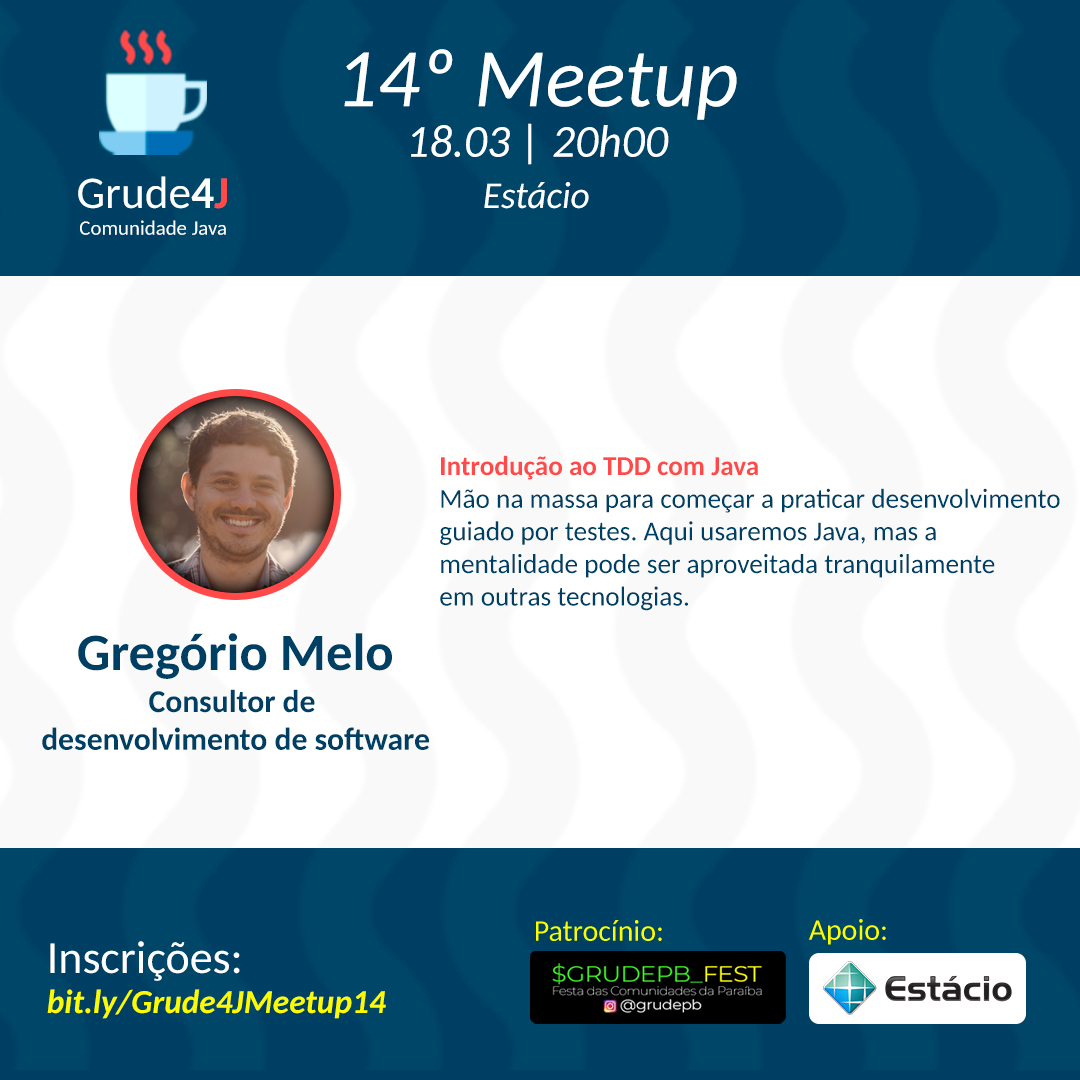 14º Meetup
18.03 | 20h00
Estácio
Grude4J
Comunidade Java
Introdução ao TDD com Java
Mão na massa para começar a praticar desenvolvimento
guiado por testes. Aqui usaremos Java, mas a
mentalidade pode ser aproveitada tranquilamente
em outras tecnologias.
Gregório Melo
Consultor de
desenvolvimento de software
Inscrições:
bit.ly/Grude4JMeetup14
Patrocínio:
$GRUDEPB_FEST
Festa das Comunidades da Paraíba
@grudepb
Apoio:
Estácio